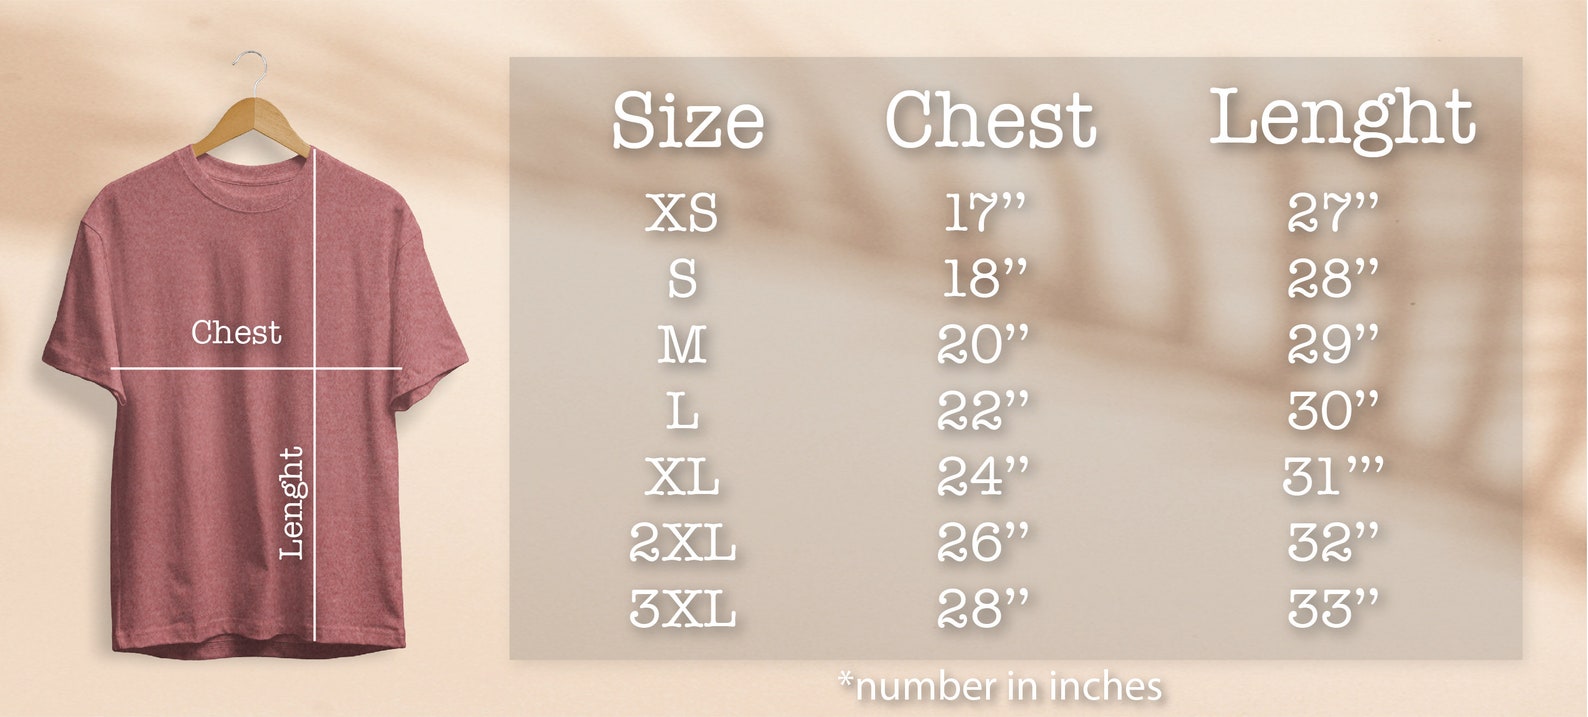 Chest
Lenght
Size Chest Lenght
XS 17” 27”
S 18” 28”
M 20” 29”
L 22” 30”
XL 24” 31”’
2XL 26” 32”
3XL 28” 33”
*number in inches